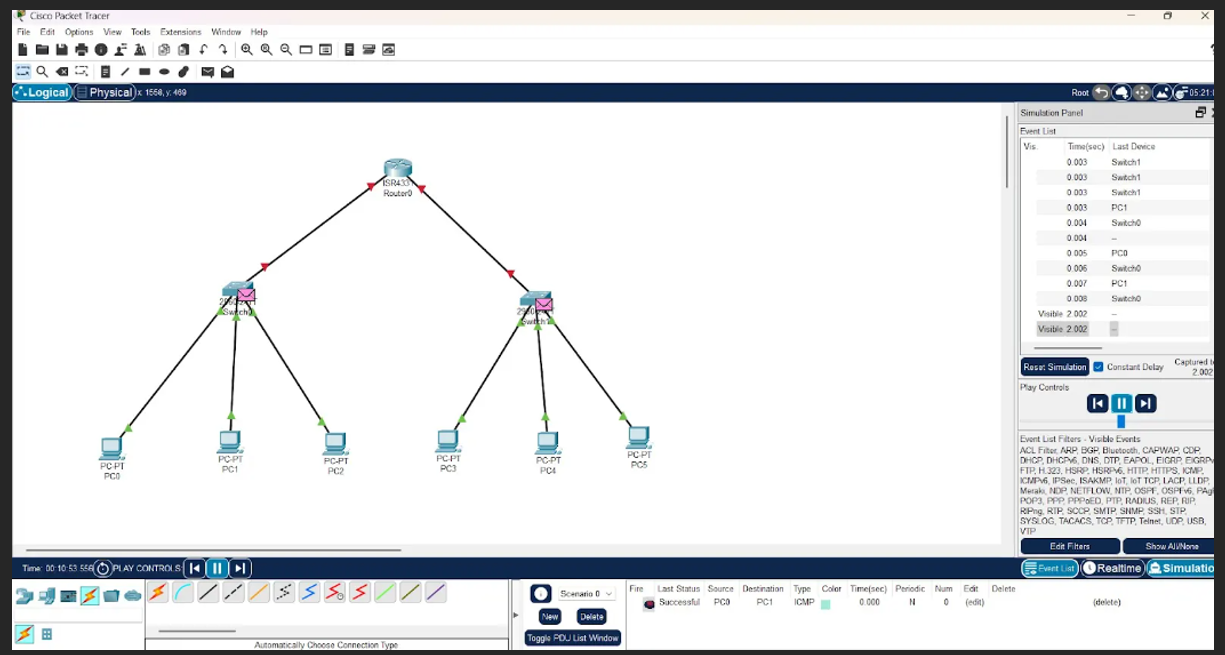 Cisco Packet Tracer
File Edit Options View Tools Extensions Window Help
Logical Physical x: 1558, y: 469
Root 05:21:
Simulation Panel
Event List
Vis. Time(sec) Last Device
0.003 Switch1
0.003 Switch1
0.003 Switch1
0.003 PC1
0.004 Switch0
0.004 --
0.005 PC0
0.006 Switch0
0.007 PC1
0.008 Switch0
Visible 2.002 --
Visible 2.002 --
Reset Simulation Constant Delay Captured to
2.002
Play Controls
Event List Filters - Visible Events
ACL Filter, ARP, BGP, Bluetooth, CAPWAP, CDP,
DHCP, DHCPv6, DNS, DTP, EAPOL, EIGRP, EIGRPv
FTP, H.323, HSRP, HSRPv6, HTTP, HTTPS, ICMP,
ICMPv6, IPSec, ISAKMP, IoT, IoT TCP, LACP, LLDP,
Meraki, NDP, NETFLOW, NTP, OSPF, OSPFv6, PAg
POP3, PPP, PPPoED, PTP, RADIUS, REP, RIP,
RIPng, RTP, SCCP, SMTP, SNMP, SSH, STP,
SYSLOG, TACACS, TCP, TFTP, Telnet, UDP, USB,
VTP
Edit Filters Show All/None
ISR4331
Router0
Switch0
Switch1
PC-PT
PC0
PC-PT
PC1
PC-PT
PC2
PC-PT
PC3
PC-PT
PC4
PC-PT
PC5
Time: 00:10:53.556 PLAY CONTROLS:
Event List Realtime Simulatio
Scenario 0
New Delete
Toggle PDU List Window
Fire Last Status Source Destination Type Color Time(sec) Periodic Num Edit Delete
Successful PC0 PC1 ICMP 0.000 N 0 (edit) (delete)
Automatically Choose Connection Type